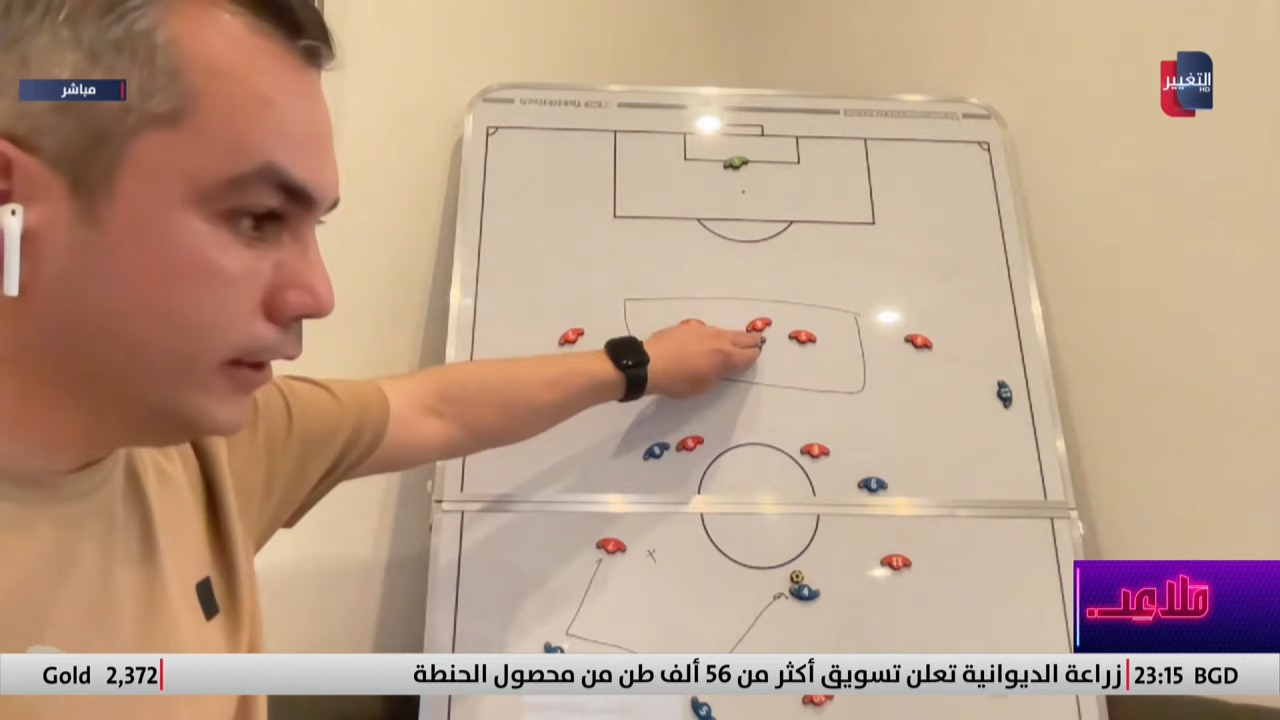 مباشر
التغيير
HD
ملاعب
Gold 2,372
زراعة الديوانية تعلن تسويق أكثر من 56 ألف طن من محصول الحنطة
23:15 BGD